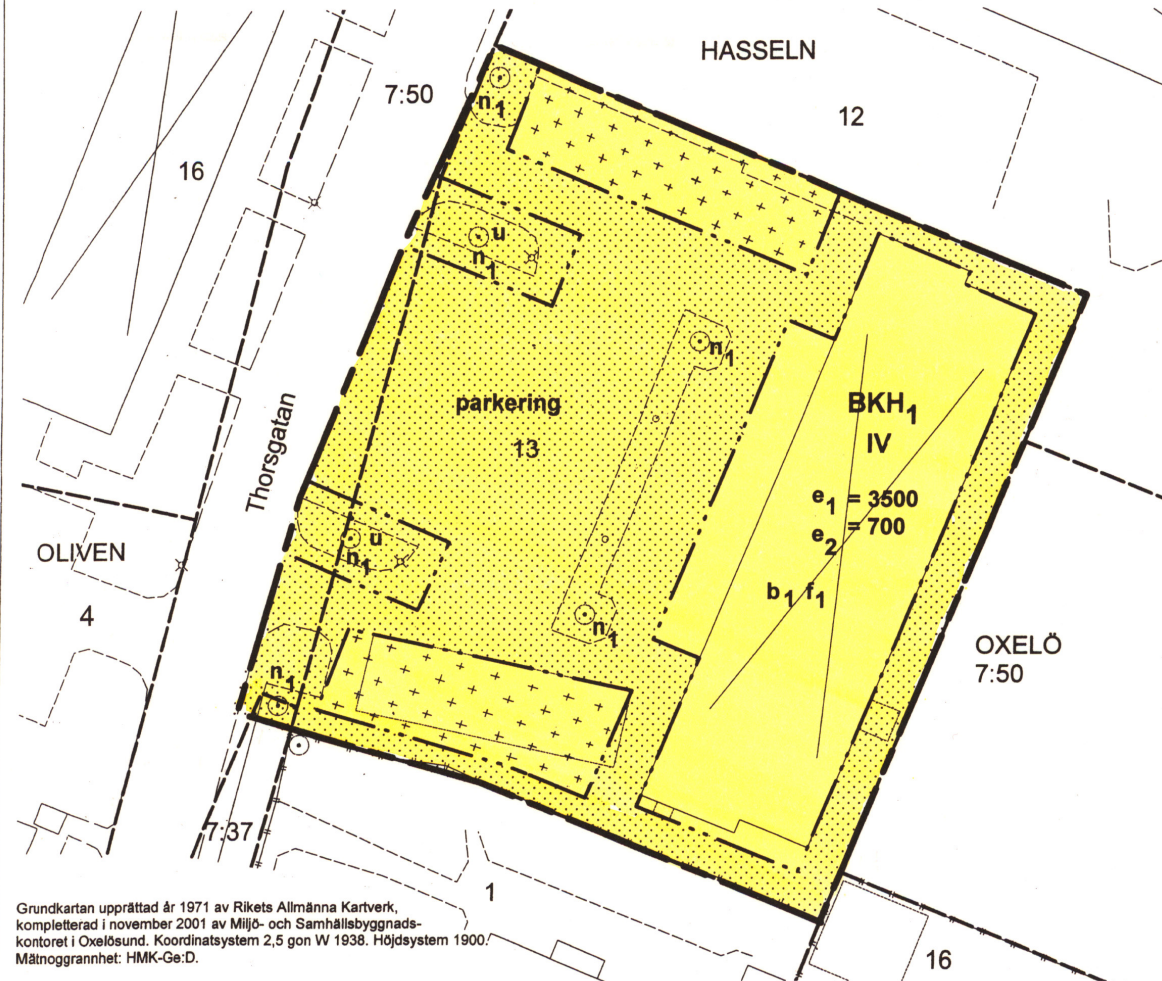 HASSELN
7:50
n1
12
16
u
n1
n1
parkering
13
BKH1
IV
e1 = 3500
e2 = 700
b1 f1
Thorsgatan
OLIVEN
4
u
n1
n1
OXELÖ
7:50
n1
7:37
1
16
Grundkartan upprättad år 1971 av Rikets Allmänna Kartverk,
kompletterad i november 2001 av Miljö- och Samhällsbyggnads-
kontoret i Oxelösund. Koordinatsystem 2,5 gon W 1938. Höjdsystem 1900.
Mätnoggrannhet: HMK-Ge:D.